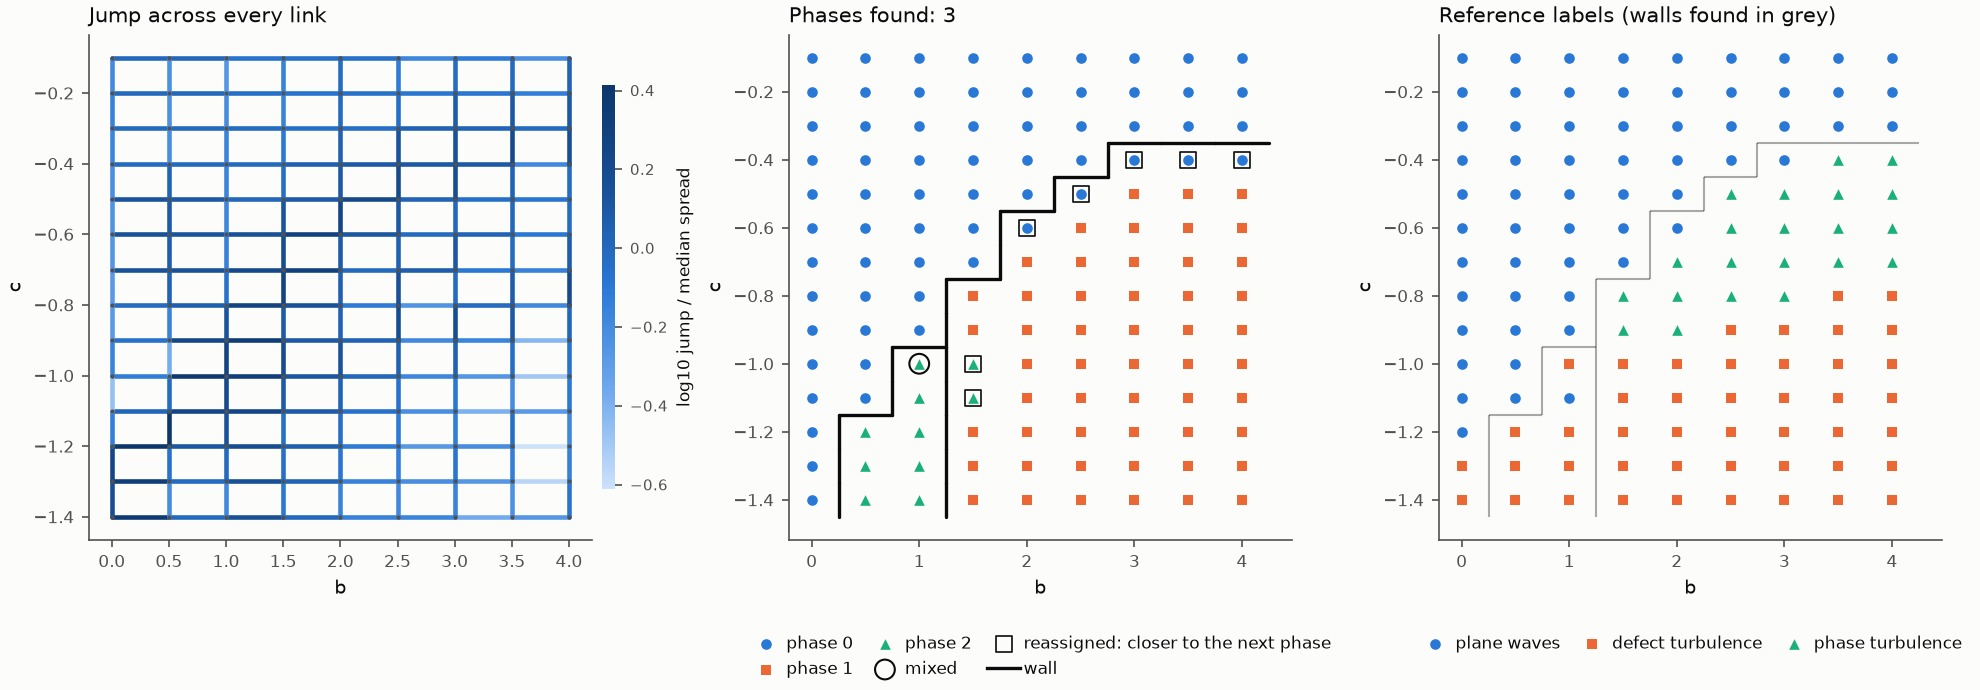 Jump across every link
−0.2
−0.4
−0.6
−0.8
−1.0
−1.2
−1.4
c
0.0 0.5 1.0 1.5 2.0 2.5 3.0 3.5 4.0
b
0.4
0.2
0.0
−0.2
−0.4
−0.6
log10 jump / median spread
Phases found: 3
−0.2
−0.4
−0.6
−0.8
−1.0
−1.2
−1.4
c
0 1 2 3 4
b
phase 0 phase 2 reassigned: closer to the next phase
phase 1 mixed wall
Reference labels (walls found in grey)
−0.2
−0.4
−0.6
−0.8
−1.0
−1.2
−1.4
c
0 1 2 3 4
b
plane waves defect turbulence phase turbulence